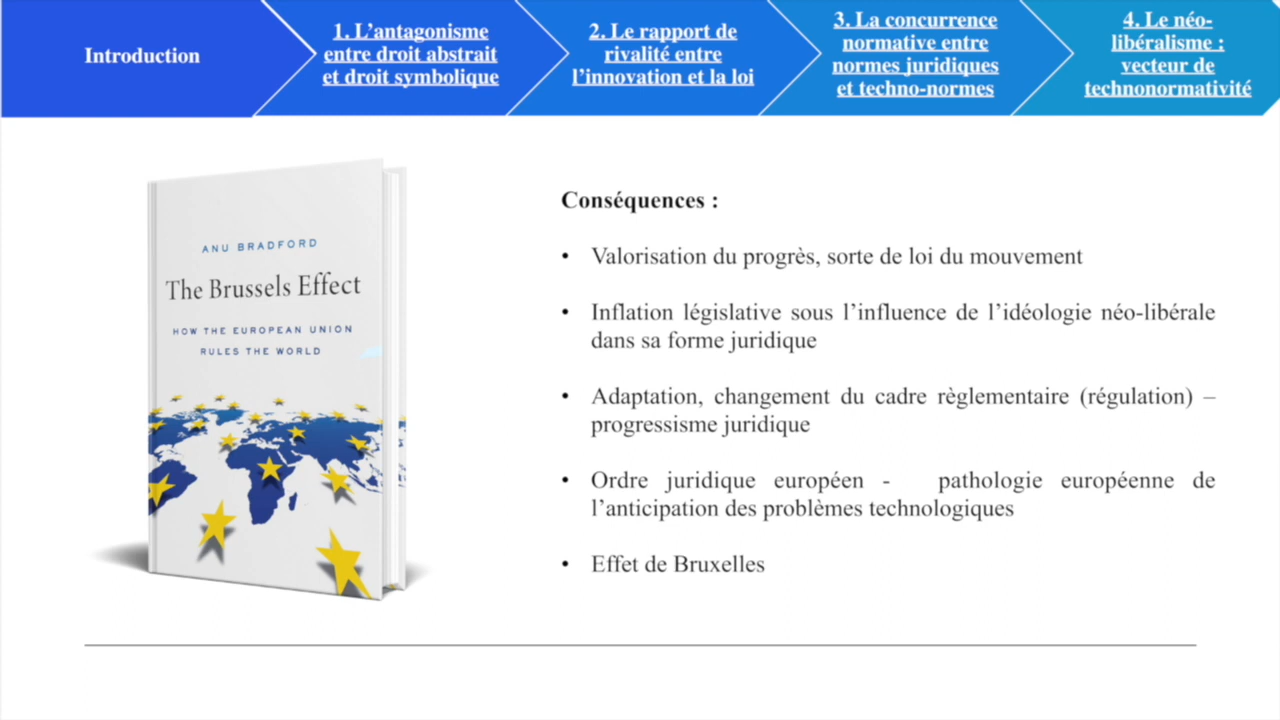 Introduction
1. L’antagonisme
entre droit abstrait
et droit symbolique
2. Le rapport de
rivalité entre
l’innovation et la loi
3. La concurrence
normative entre
normes juridiques
et techno-normes
4. Le néo-
libéralisme :
vecteur de
technonormativité
ANU BRADFORD
The Brussels Effect
HOW THE EUROPEAN UNION
RULES THE WORLD
Conséquences :
• Valorisation du progrès, sorte de loi du mouvement
• Inflation législative sous l’influence de l’idéologie néo-libérale
dans sa forme juridique
• Adaptation, changement du cadre règlementaire (régulation) –
progressisme juridique
• Ordre juridique européen - pathologie européenne de
l’anticipation des problèmes technologiques
• Effet de Bruxelles